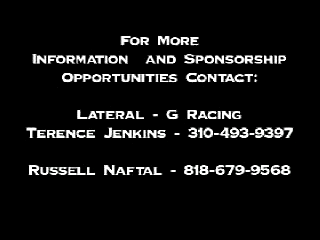 For More
Information and Sponsorship
Opportunities Contact:
Lateral - G Racing
Terence Jenkins - 310-493-9397
Russell Naftal - 818-679-9568